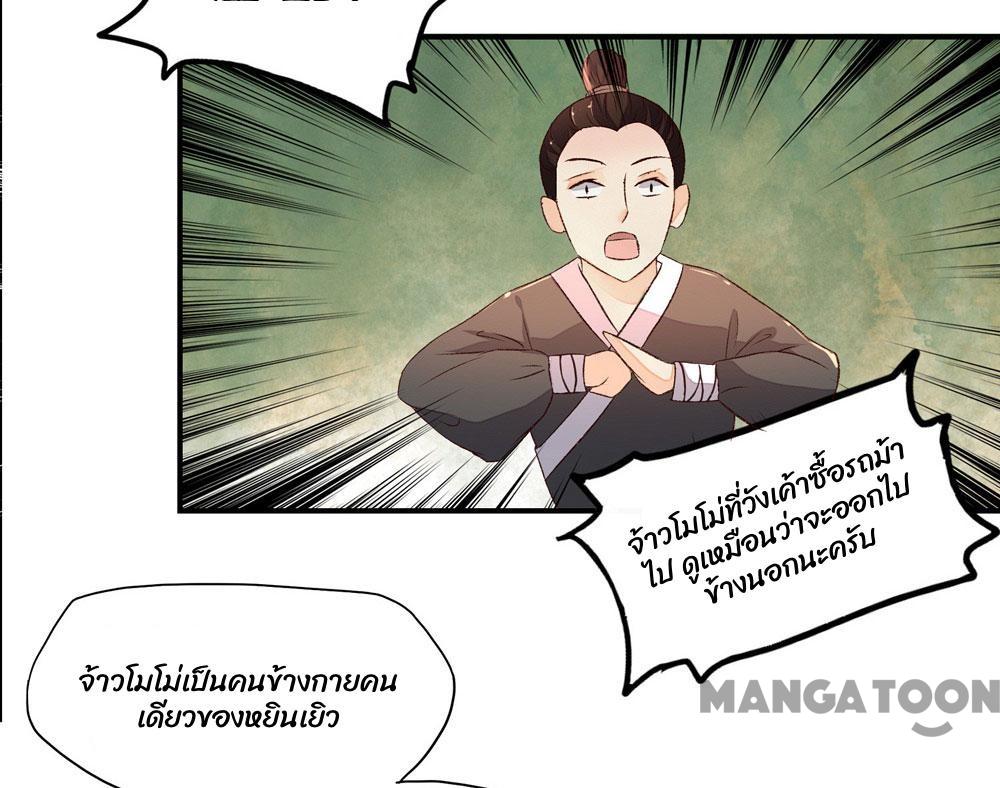 จ้าวโมโม่ที่วังเค้าซื้อรถม้า
ไป ดูเหมือนว่าจะออกไป
ข้างนอกนะครับ
จ้าวโมโม่เป็นคนข้างกายคน
เดียวของหยินเยิว
MANGATOON